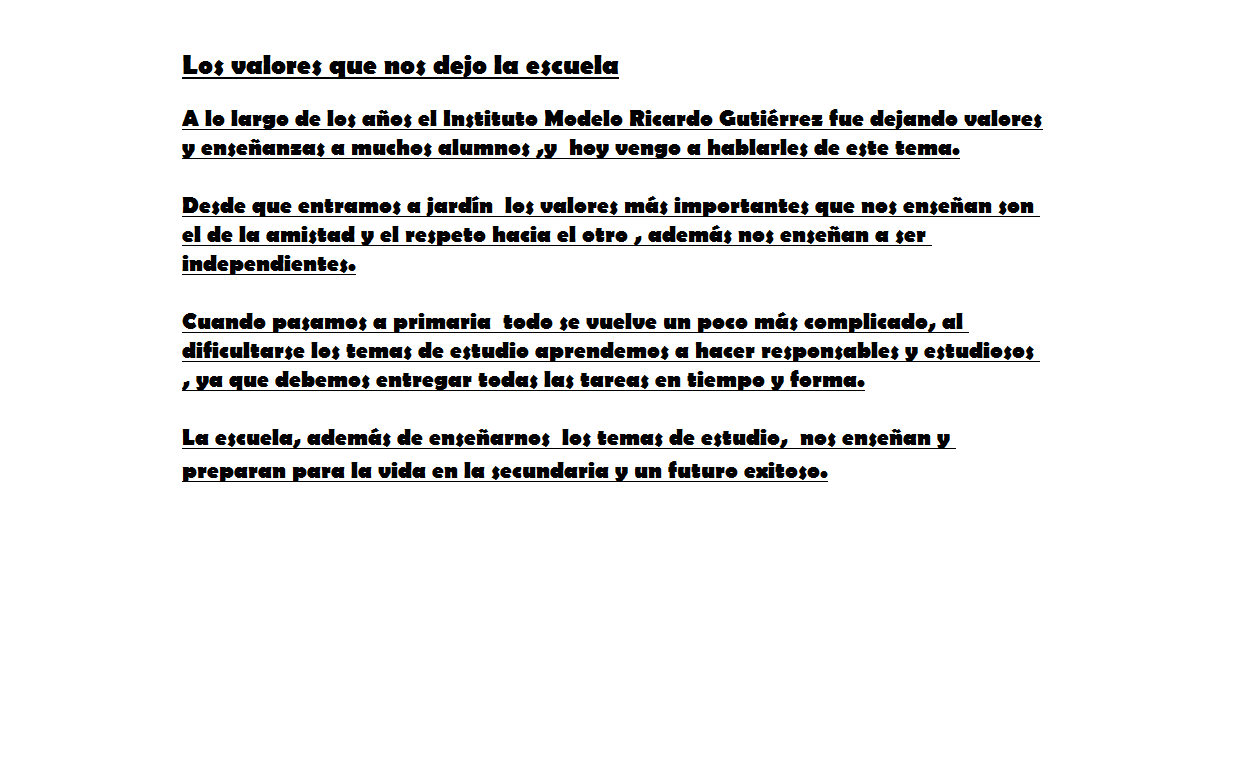 Los valores que nos dejo la escuela
A lo largo de los años el Instituto Modelo Ricardo Gutiérrez fue dejando valores
y enseñanzas a muchos alumnos ,y  hoy vengo a hablarles de este tema.
Desde que entramos a jardín  los valores más importantes que nos enseñan son
el de la amistad y el respeto hacia el otro , además nos enseñan a ser
independientes.
Cuando pasamos a primaria  todo se vuelve un poco más complicado, al
dificultarse los temas de estudio aprendemos a hacer responsables y estudiosos
, ya que debemos entregar todas las tareas en tiempo y forma.
La escuela, además de enseñarnos  los temas de estudio,  nos enseñan y
preparan para la vida en la secundaria y un futuro exitoso.